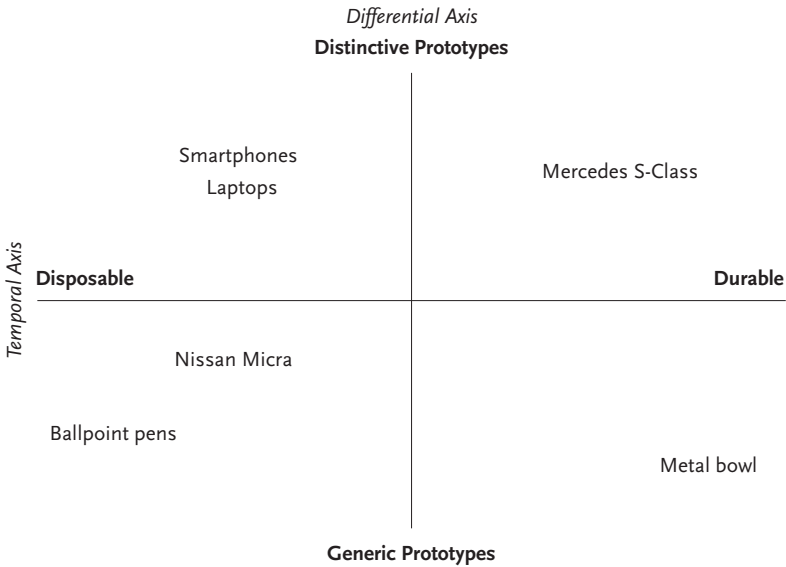 Differential Axis
Distinctive Prototypes
Smartphones
Laptops
Mercedes S-Class
Temporal Axis
Disposable
Durable
Nissan Micra
Ballpoint pens
Metal bowl
Generic Prototypes